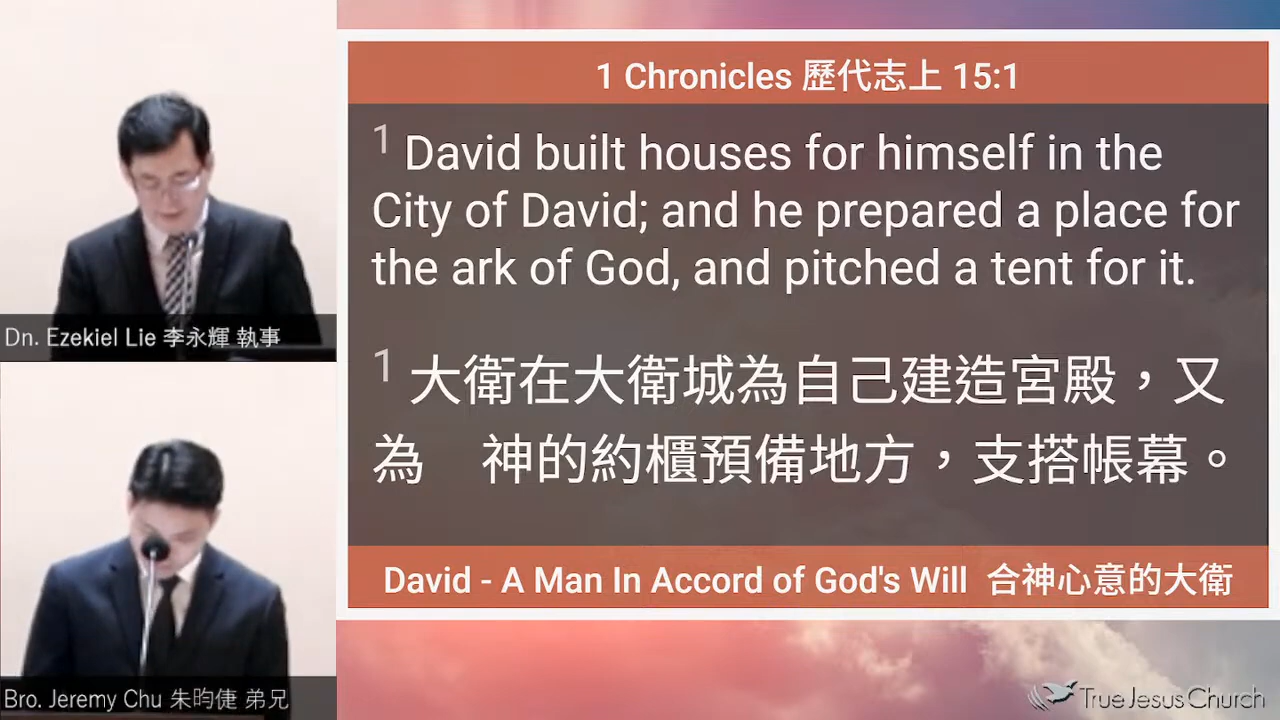 Dn. Ezekiel Lie 李永輝 執事
Bro. Jeremy Chu 朱昀倢 弟兄
1 Chronicles 歷代志上 15:1
1 David built houses for himself in the
City of David; and he prepared a place for
the ark of God, and pitched a tent for it.
1 大衛在大衛城為自己建造宮殿，又
為　神的約櫃預備地方，支搭帳幕。
David - A Man In Accord of God's Will 合神心意的大衛
True Jesus Church